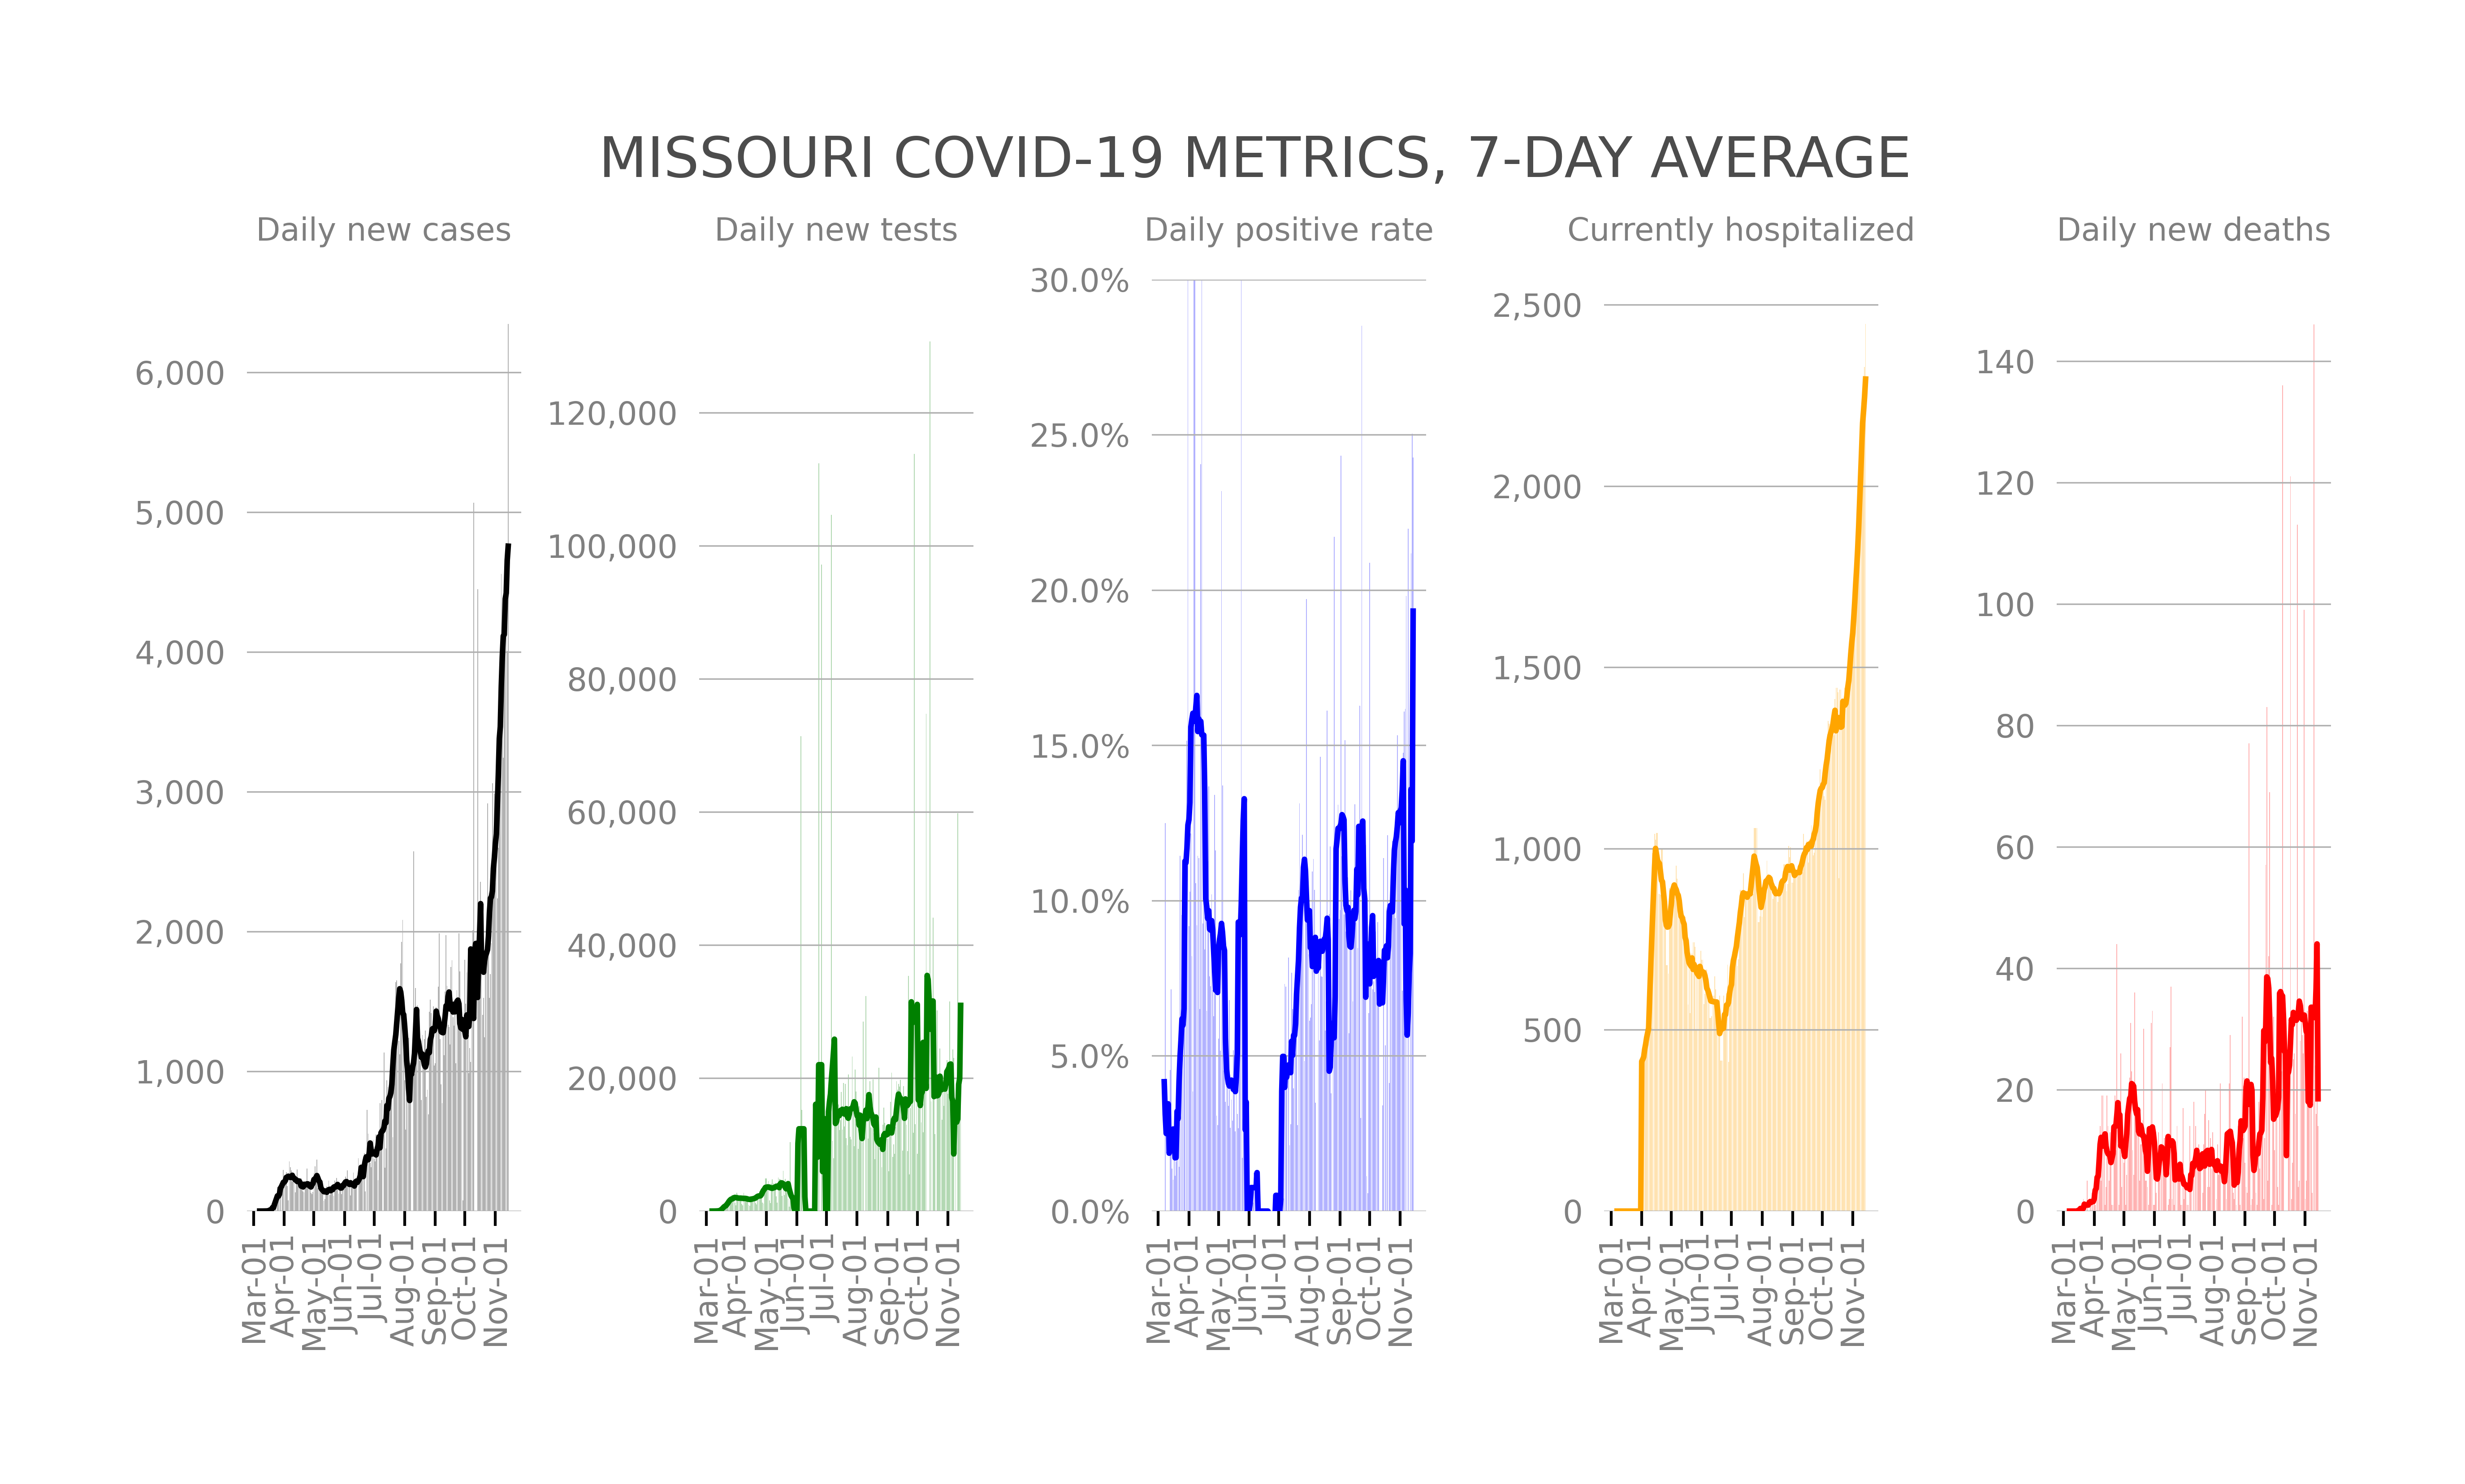 MISSOURI COVID-19 METRICS, 7-DAY AVERAGE
Daily new cases
6,000
5,000
4,000
3,000
2,000
1,000
0
Mar-01
Apr-01
May-01
Jun-01
Jul-01
Aug-01
Sep-01
Oct-01
Nov-01
Daily new tests
120,000
100,000
80,000
60,000
40,000
20,000
0
Mar-01
Apr-01
May-01
Jun-01
Jul-01
Aug-01
Sep-01
Oct-01
Nov-01
Daily positive rate
30.0%
25.0%
20.0%
15.0%
10.0%
5.0%
0.0%
Mar-01
Apr-01
May-01
Jun-01
Jul-01
Aug-01
Sep-01
Oct-01
Nov-01
Currently hospitalized
2,500
2,000
1,500
1,000
500
0
Mar-01
Apr-01
May-01
Jun-01
Jul-01
Aug-01
Sep-01
Oct-01
Nov-01
Daily new deaths
140
120
100
80
60
40
20
0
Mar-01
Apr-01
May-01
Jun-01
Jul-01
Aug-01
Sep-01
Oct-01
Nov-01